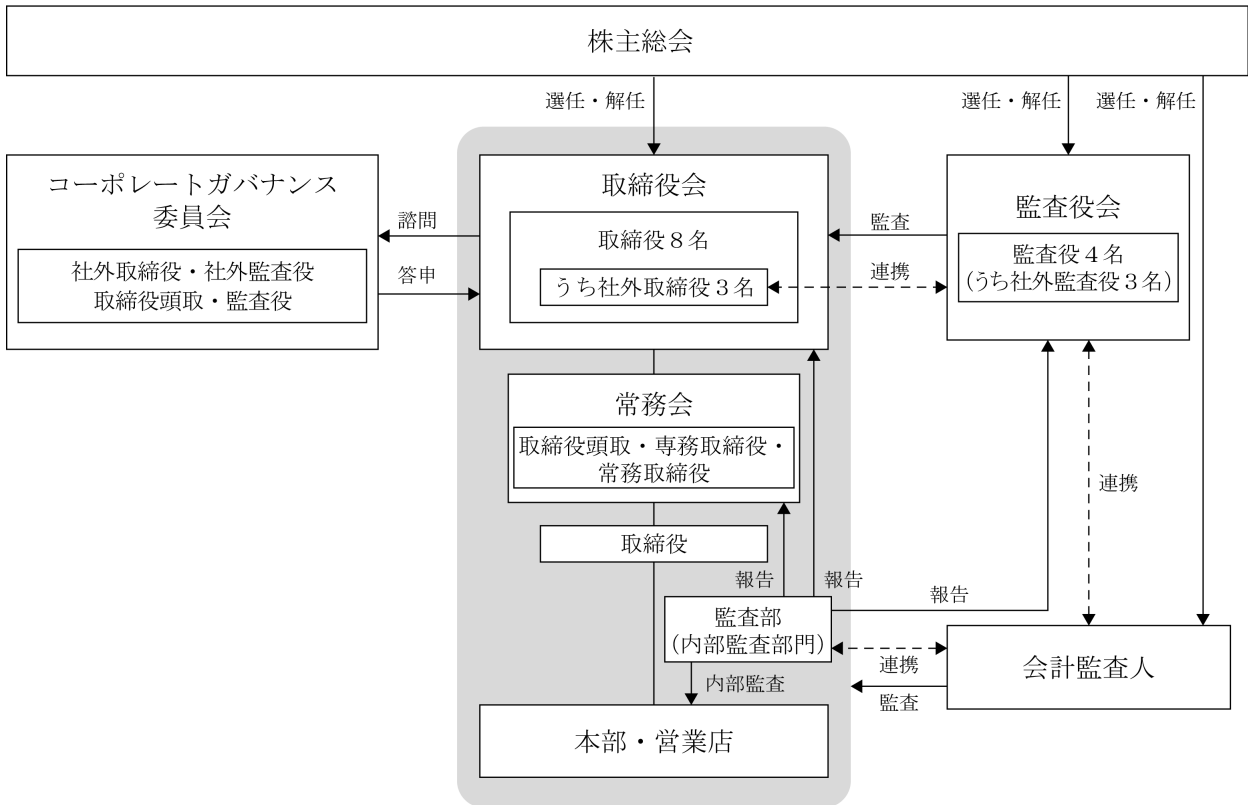 株主総会
選任・解任
選任・解任
選任・解任
コーポレートガバナンス
委員会
社外取締役・社外監査役
取締役頭取・監査役
諮問
答申
取締役会
取締役８名
うち社外取締役３名
監査
連携
監査役会
監査役４名
(うち社外監査役３名)
常務会
取締役頭取・専務取締役・
常務取締役
連携
取締役
報告
報告
報告
監査部
(内部監査部門)
連携
会計監査人
内部監査
監査
本部・営業店